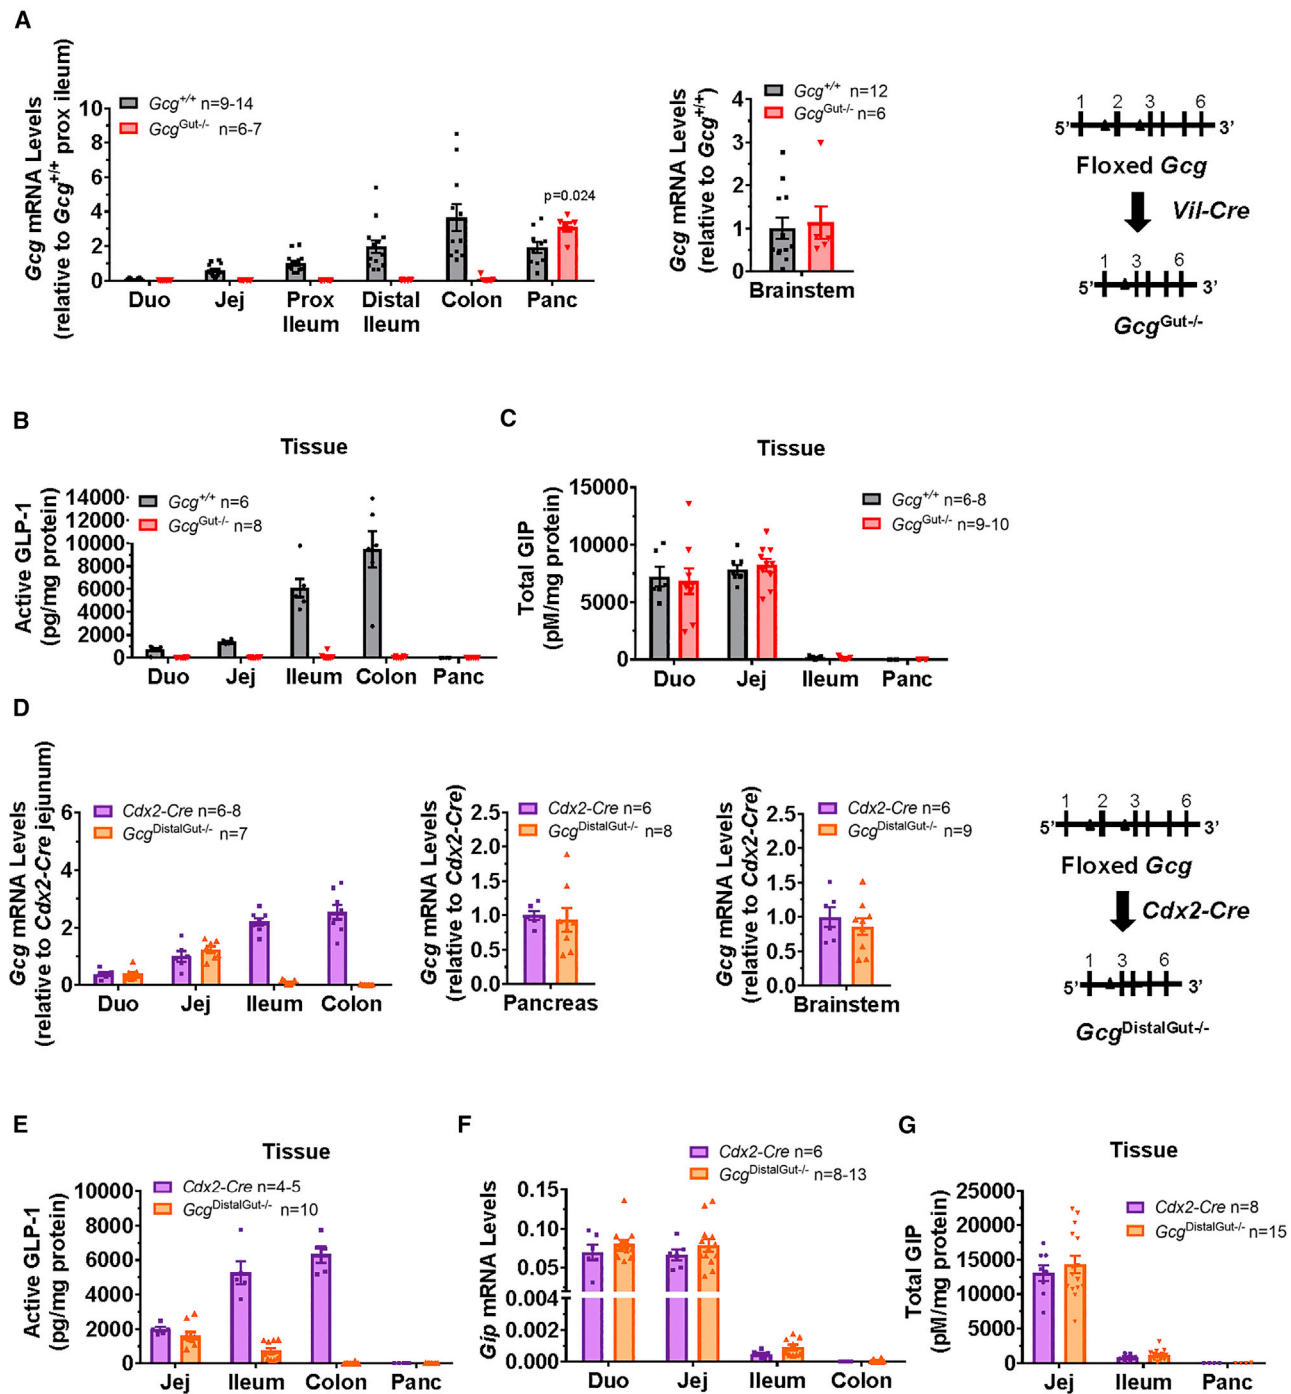 A
Gcg mRNA Levels
(relative to Gcg+/+ prox ileum)
10
8
6
4
2
0
Gcg+/+ n=9-14
GcgGut-/- n=6-7
p=0.024
Duo
Jej
Prox
Ileum
Distal
Ileum
Colon
Panc
Gcg mRNA Levels
(relative to Gcg+/+)
4
3
2
1
0
Gcg+/+ n=12
GcgGut-/- n=6
Brainstem
1 2 3 6
5’ 3’
Floxed Gcg
Vil-Cre
1 3 6
5’ 3’
GcgGut-/-
B
Tissue
Active GLP-1
(pg/mg protein)
14000
12000
10000
8000
6000
4000
2000
0
Gcg+/+ n=6
GcgGut-/- n=8
Duo Jej Ileum Colon Panc
C
Tissue
Total GIP
(pM/mg protein)
15000
10000
5000
0
Gcg+/+ n=6-8
GcgGut-/- n=9-10
Duo Jej Ileum Panc
D
Gcg mRNA Levels
(relative to Cdx2-Cre jejunum)
6
4
2
0
Cdx2-Cre n=6-8
GcgDistalGut-/- n=7
Duo Jej Ileum Colon
Gcg mRNA Levels
(relative to Cdx2-Cre)
2.5
2.0
1.5
1.0
0.5
0.0
Cdx2-Cre n=6
GcgDistalGut-/- n=8
Pancreas
Gcg mRNA Levels
(relative to Cdx2-Cre)
2.5
2.0
1.5
1.0
0.5
0.0
Cdx2-Cre n=6
GcgDistalGut-/- n=9
Brainstem
1 2 3 6
5’ 3’
Floxed Gcg
Cdx2-Cre
1 3 6
5’ 3’
GcgDistalGut-/-
E
Tissue
Active GLP-1
(pg/mg protein)
10000
8000
6000
4000
2000
0
Cdx2-Cre n=4-5
GcgDistalGut-/- n=10
Jej Ileum Colon Panc
F
Gip mRNA Levels
0.15
0.10
0.05
0.004
0.002
0.000
Cdx2-Cre n=6
GcgDistalGut-/- n=8-13
Duo Jej Ileum Colon
G
Tissue
Total GIP
(pM/mg protein)
25000
20000
15000
10000
5000
0
Cdx2-Cre n=8
GcgDistalGut-/- n=15
Jej Ileum Panc